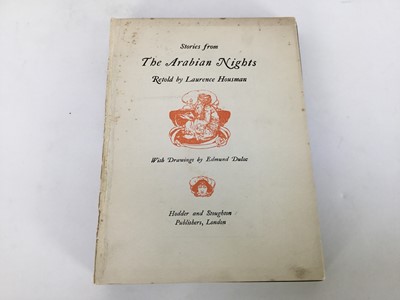 Stories from
The Arabian Nights
Retold by Laurence Housman
With Drawings by Edmund Dulac
Hodder and Stoughton
Publishers, London